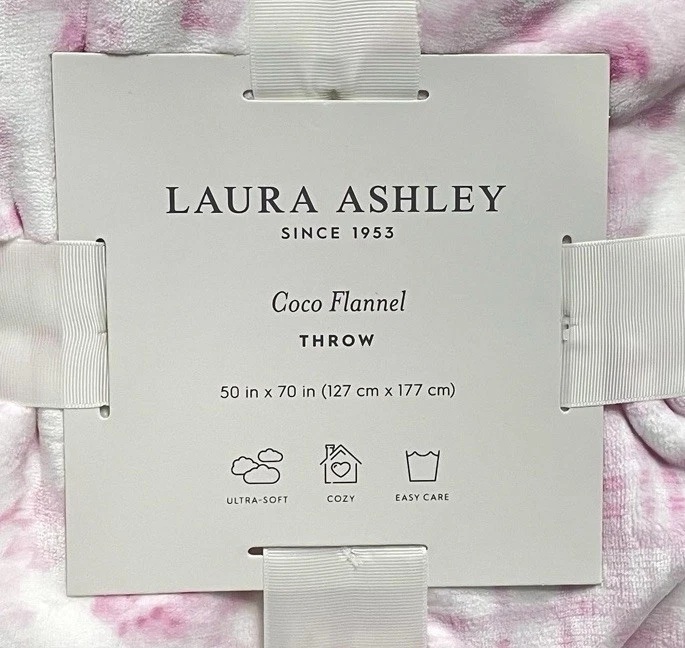 LAURA ASHLEY
SINCE 1953
Coco Flannel
THROW
50 in x 70 in (127 cm x 177 cm)
ULTRA-SOFT COZY EASY CARE